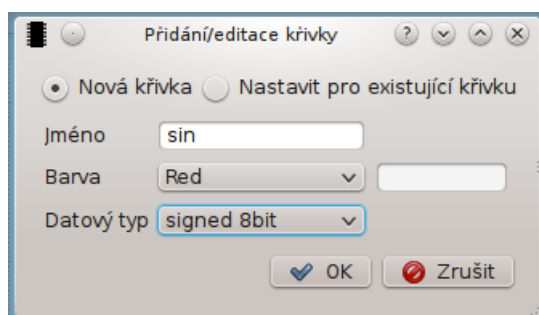 Přidání/editace křivky
Nová křivka Nastavit pro existující křivku
Jméno sin
Barva Red
Datový typ signed 8bit
OK Zrušit